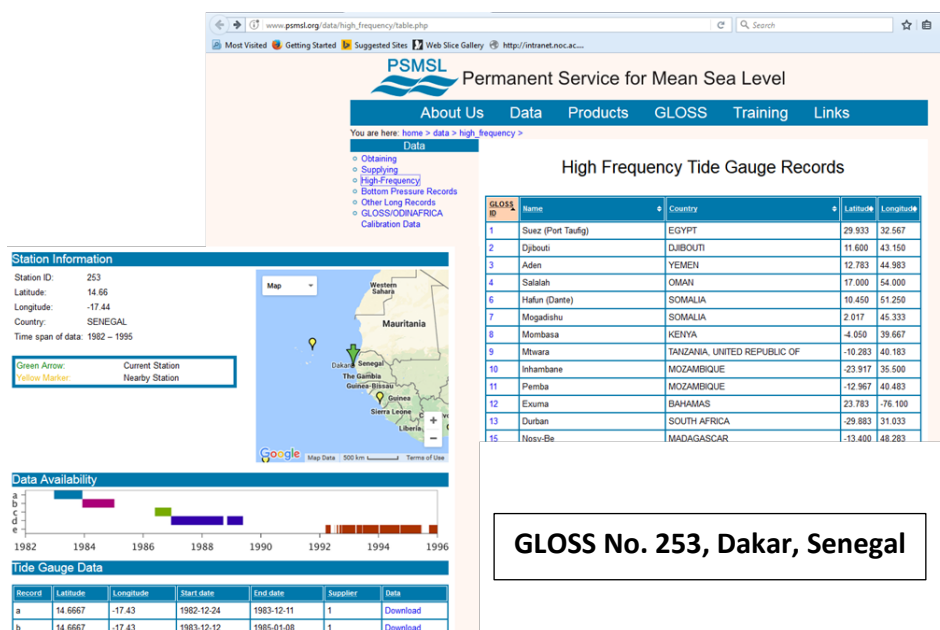 www.psmsl.org/data/high_frequency/table.php
Search
Most Visited Getting Started Suggested Sites Web Slice Gallery http://intranet.noc.ac....
PSMSL
Permanent Service for Mean Sea Level
About Us Data Products GLOSS Training Links
You are here: home > data > high_frequency >
Data
Obtaining
Supplying
High-Frequency
Bottom Pressure Records
Other Long Records
GLOSS/ODINAFRICA
Calibration Data
High Frequency Tide Gauge Records
GLOSS ID Name Country Latitude Longitude
1 Suez (Port Taufig) EGYPT 29.933 32.567
2 Djibouti DJIBOUTI 11.600 43.150
3 Aden YEMEN 12.783 44.983
4 Salalah OMAN 17.000 54.000
6 Hafun (Dante) SOMALIA 10.450 51.250
7 Mogadishu SOMALIA 2.017 45.333
8 Mombasa KENYA -4.050 39.667
9 Mtwara TANZANIA, UNITED REPUBLIC OF -10.283 40.183
10 Inhambane MOZAMBIQUE -23.917 35.500
11 Pemba MOZAMBIQUE -12.967 40.483
12 Exuma BAHAMAS 23.783 -76.100
13 Durban SOUTH AFRICA -29.883 31.033
15 Nosy-Be MADAGASCAR -13.400 48.283
Station Information
Station ID: 253
Latitude: 14.66
Longitude: -17.44
Country: SENEGAL
Time span of data: 1982 – 1995
Green Arrow: Current Station
Yellow Marker: Nearby Station
Map
Western
Sahara
Mauritania
Dakar Senegal
The Gambia
Guinea-Bissau
Guinea
Sierra Leone
Liberia
+
−
Google Map Data 500 km Terms of Use
Data Availability
a
b
c
d
e
1982 1984 1986 1988 1990 1992 1994 1996
Tide Gauge Data
Record Latitude Longitude Start date End date Supplier Data
a 14.6667 -17.43 1982-12-24 1983-12-11 1 Download
b 14.6667 -17.43 1983-12-12 1985-01-08 1 Download
GLOSS No. 253, Dakar, Senegal